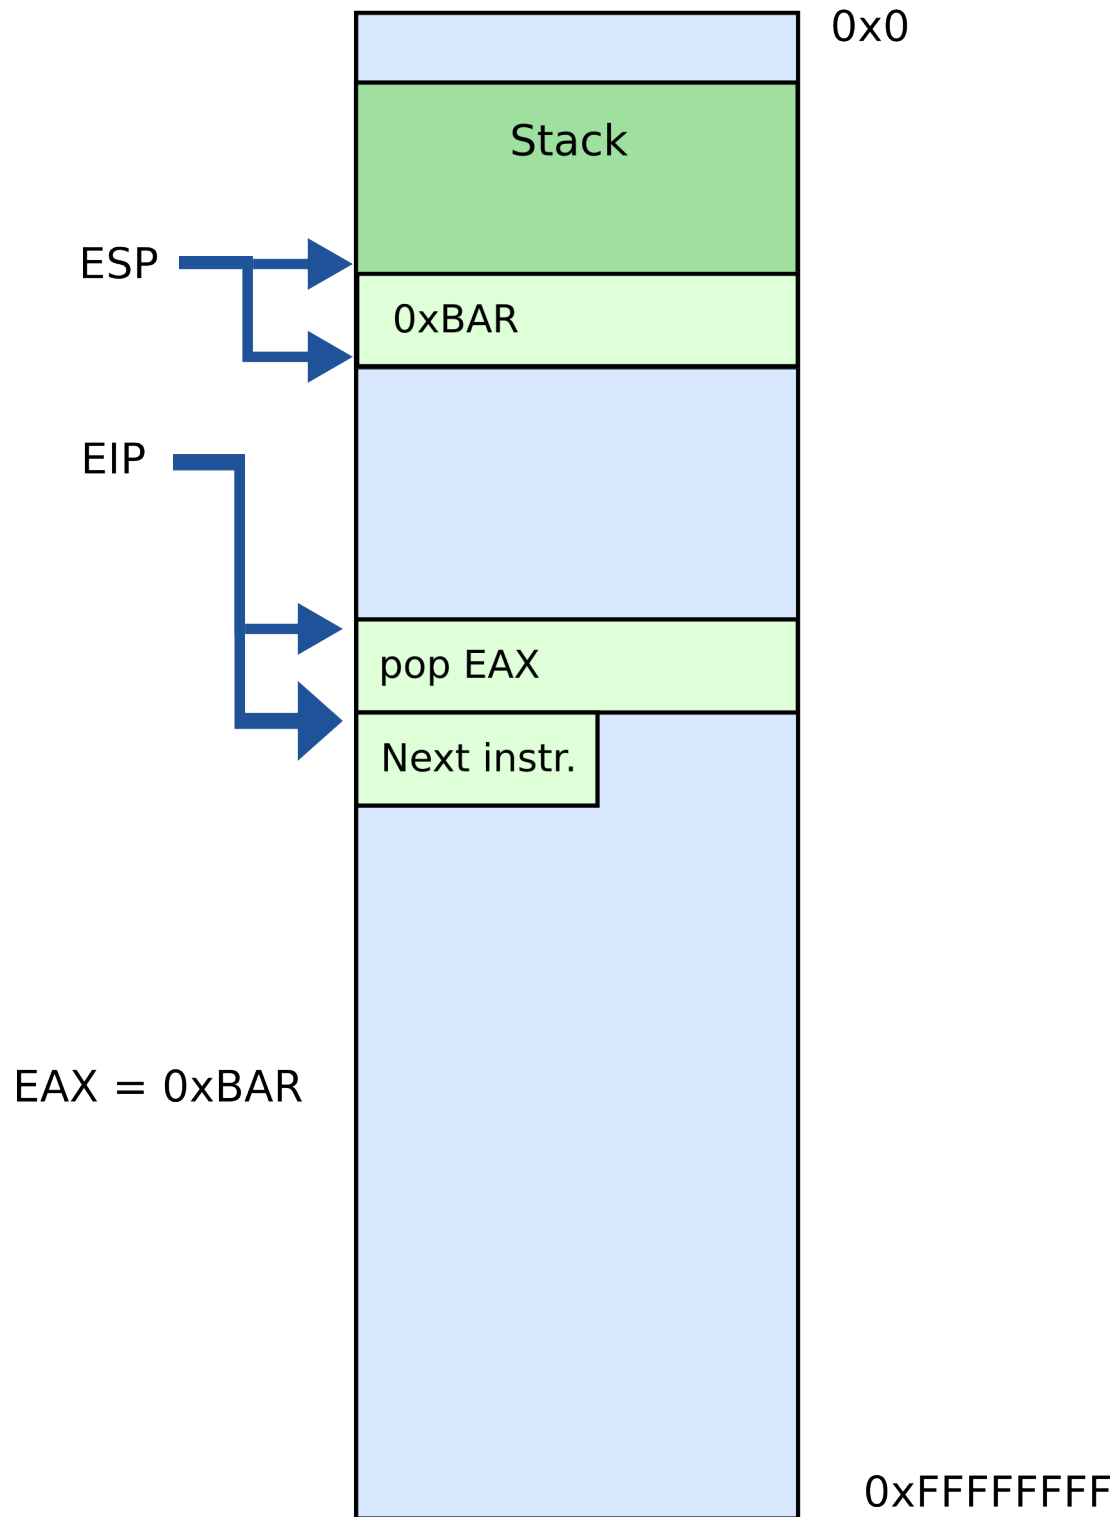 0x0
Stack
ESP
0xBAR
EIP
pop EAX
Next instr.
EAX = 0xBAR
0xFFFFFFFF